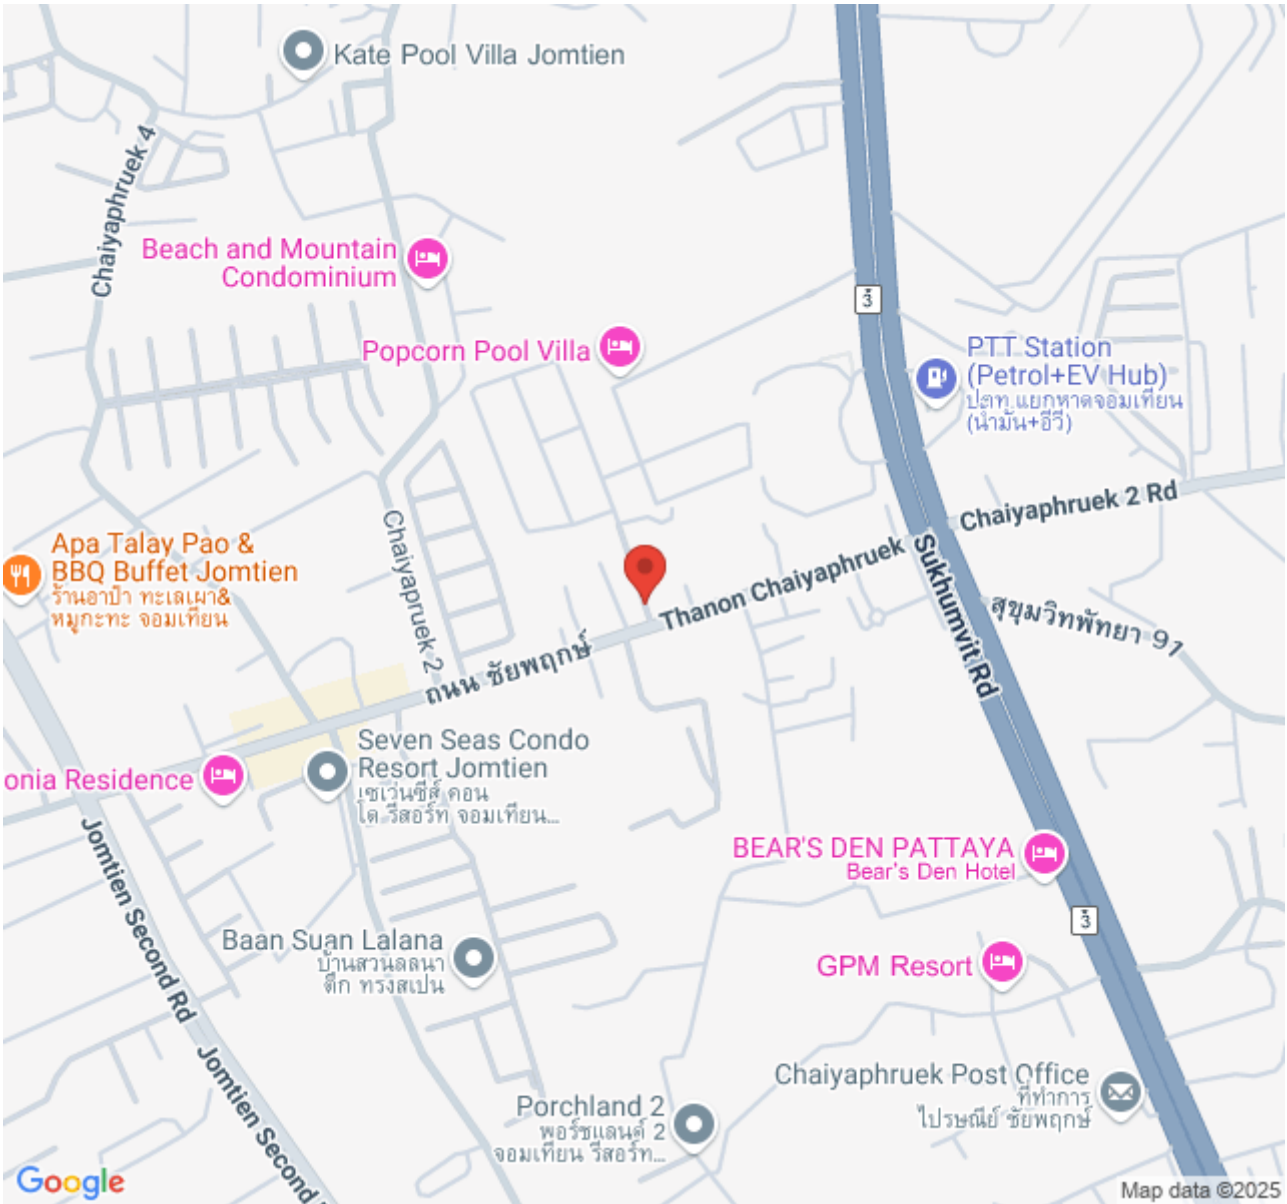 Kate Pool Villa Jomtien
Chaiyaphruek 4
Beach and Mountain
Condominium
3
Popcorn Pool Villa
PTT Station
(Petrol+EV Hub)
ปตท.แยกหาดจอมเทียน
(น้ำมัน+อีวี)
Chaiyaphruek 2 Rd
Chaiyapruek 2
Apa Talay Pao &
BBQ Buffet Jomtien
ร้านอาป๋า ทะเลเผา&
หมูกะทะ จอมเทียน
Thanon Chaiyaphruek
Sukhumvit Rd
สุขุมวิทพัทยา 91
ถนน ชัยพฤกษ์
Seven Seas Condo
Resort Jomtien
เซเว่นซีส์ คอน
โด รีสอร์ท จอมเทียน...
onia Residence
Jomtien Second Rd
BEAR'S DEN PATTAYA
Bear's Den Hotel
3
Baan Suan Lalana
บ้านสวนลลนา
ตึก ทรงสเปน
GPM Resort
Jomtien Second
Chaiyaphruek Post Office
ที่ทำการ
ไปรษณีย์ ชัยพฤกษ์
Porchland 2
พอร์ชแลนด์ 2
จอมเทียน รีสอร์ท...
Google
Map data ©2025